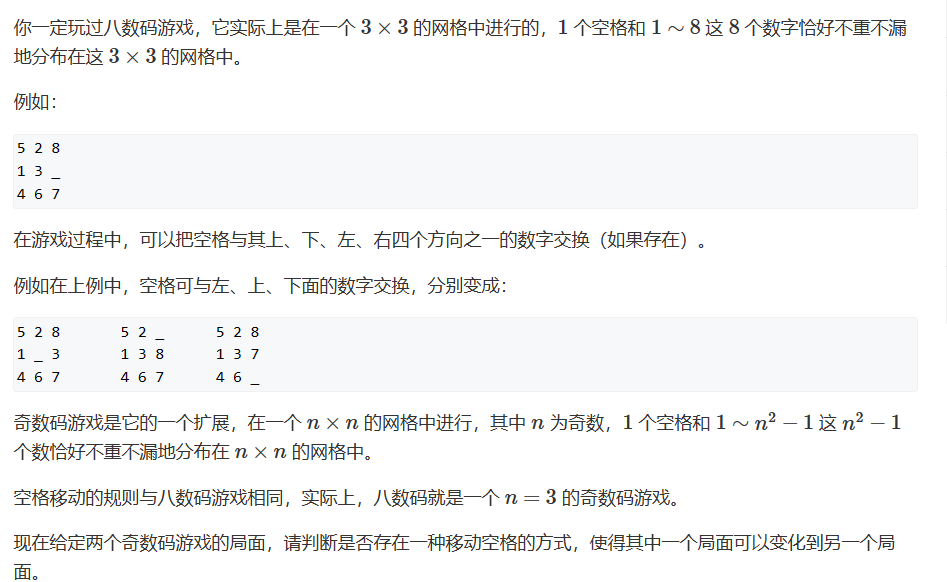 你一定玩过八数码游戏，它实际上是在一个 3 × 3 的网格中进行的，1 个空格和 1 ∼ 8 这 8 个数字恰好不重不漏
地分布在这 3 × 3 的网格中。
例如：
5 2 8
1 3 _
4 6 7
在游戏过程中，可以把空格与其上、下、左、右四个方向之一的数字交换（如果存在）。
例如在上例中，空格可与左、上、下面的数字交换，分别变成：
5 2 8      5 2 _      5 2 8
1 _ 3      1 3 8      1 3 7
4 6 7      4 6 7      4 6 _
奇数码游戏是它的一个扩展，在一个 n × n 的网格中进行，其中 n 为奇数，1 个空格和 1 ∼ n² − 1 这 n² − 1
个数恰好不重不漏地分布在 n × n 的网格中。
空格移动的规则与八数码游戏相同，实际上，八数码就是一个 n = 3 的奇数码游戏。
现在给定两个奇数码游戏的局面，请判断是否存在一种移动空格的方式，使得其中一个局面可以变化到另一个局
面。